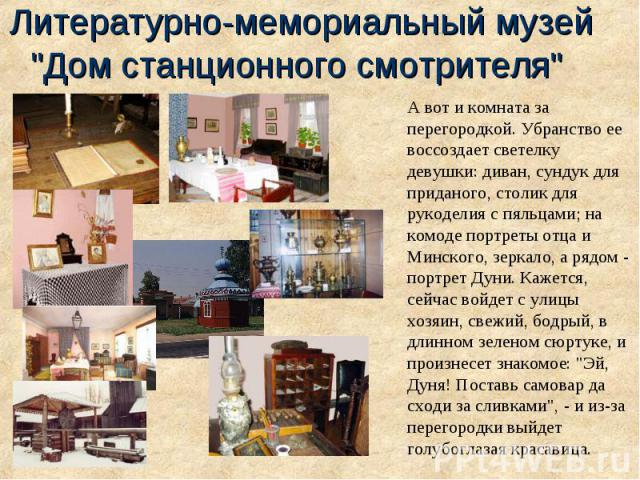 Литературно-мемориальный музей
"Дом станционного смотрителя"
А вот и комната за
перегородкой. Убранство ее
воссоздает светелку
девушки: диван, сундук для
приданого, столик для
рукоделия с пяльцами; на
комоде портреты отца и
Минского, зеркало, а рядом -
портрет Дуни. Кажется,
сейчас войдет с улицы
хозяин, свежий, бодрый, в
длинном зеленом сюртуке, и
произнесет знакомое: "Эй,
Дуня! Поставь самовар да
сходи за сливками", - и из-за
перегородки выйдет
голубоглазая красавица.
PPt4WEB.ru